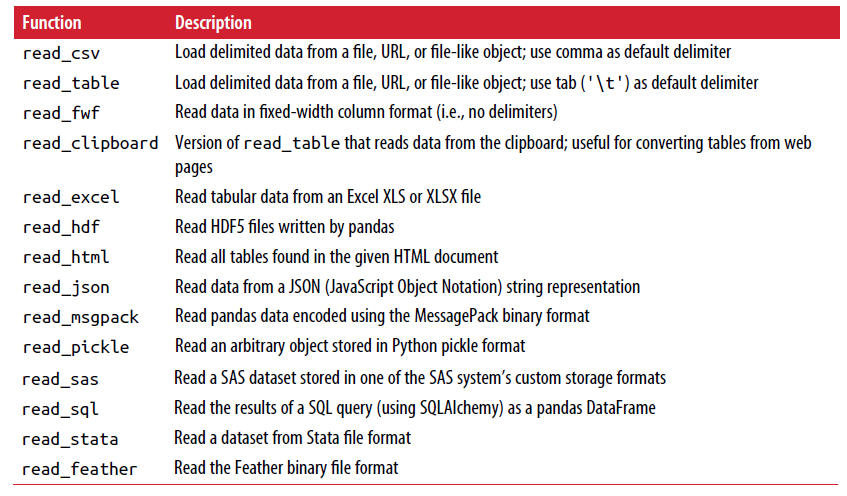 Function Description
read_csv Load delimited data from a file, URL, or file-like object; use comma as default delimiter
read_table Load delimited data from a file, URL, or file-like object; use tab ('\t') as default delimiter
read_fwf Read data in fixed-width column format (i.e., no delimiters)
read_clipboard Version of read_table that reads data from the clipboard; useful for converting tables from web
pages
read_excel Read tabular data from an Excel XLS or XLSX file
read_hdf Read HDF5 files written by pandas
read_html Read all tables found in the given HTML document
read_json Read data from a JSON (JavaScript Object Notation) string representation
read_msgpack Read pandas data encoded using the MessagePack binary format
read_pickle Read an arbitrary object stored in Python pickle format
read_sas Read a SAS dataset stored in one of the SAS system’s custom storage formats
read_sql Read the results of a SQL query (using SQLAlchemy) as a pandas DataFrame
read_stata Read a dataset from Stata file format
read_feather Read the Feather binary file format